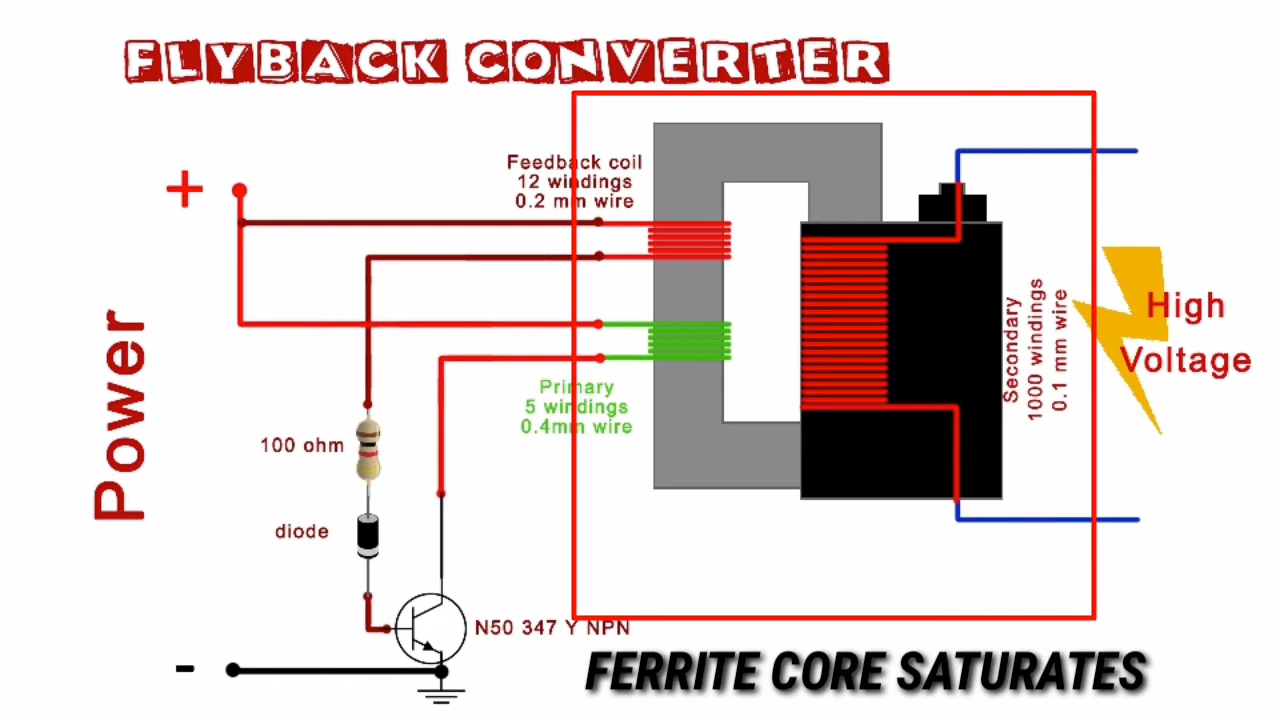 FLYBACK CONVERTER
Feedback coil
12 windings
0.2 mm wire
+
Power
-
Primary
5 windings
0.4mm wire
100 ohm
diode
N50 347 Y NPN
Secondary
1000 windings
0.1 mm wire
High
Voltage
FERRITE CORE SATURATES